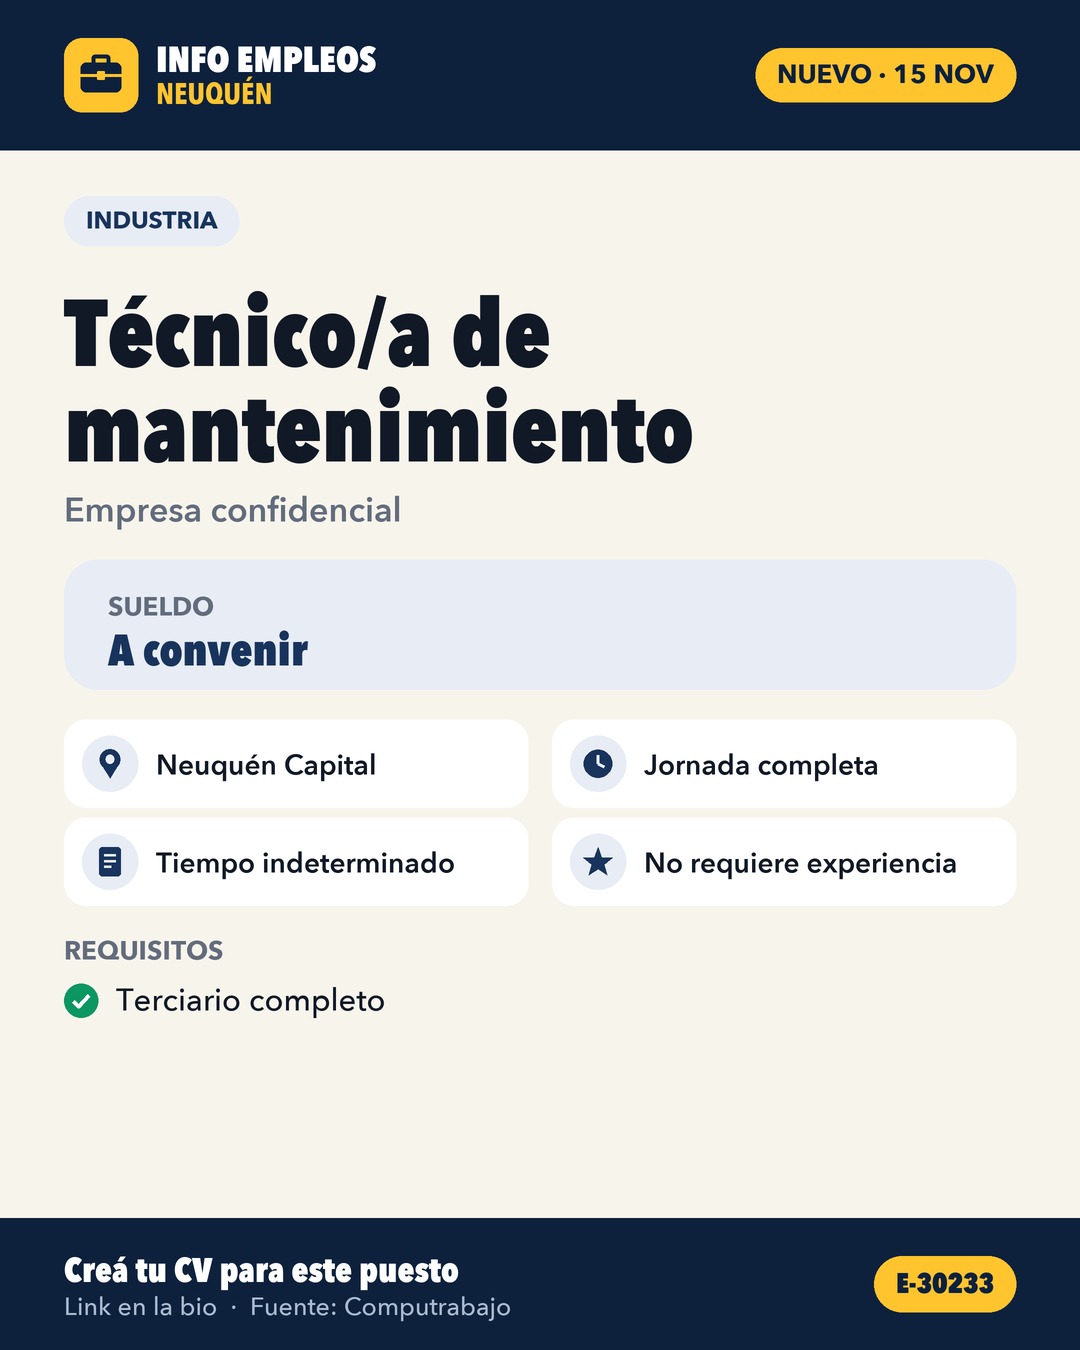 INFO EMPLEOS
NEUQUÉN
NUEVO · 15 NOV
INDUSTRIA
Técnico/a de
mantenimiento
Empresa confidencial
SUELDO
A convenir
Neuquén Capital
Jornada completa
Tiempo indeterminado
No requiere experiencia
REQUISITOS
Terciario completo
Creá tu CV para este puesto
Link en la bio · Fuente: Computrabajo
E-30233